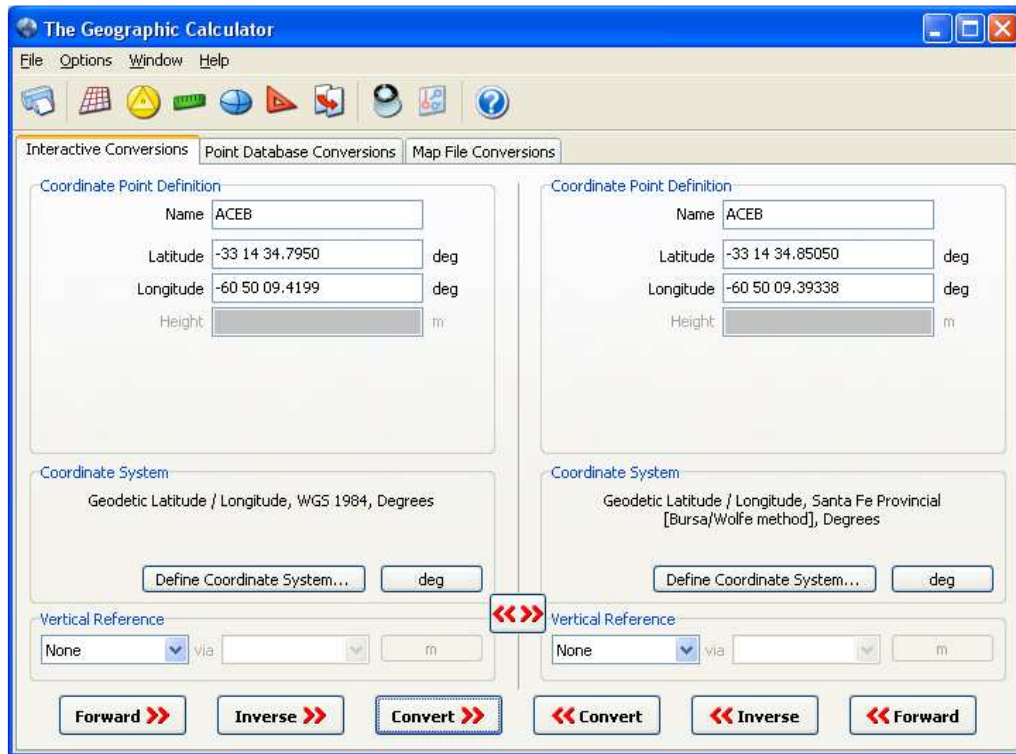 The Geographic Calculator
File Options Window Help
Interactive Conversions Point Database Conversions Map File Conversions
Coordinate Point Definition
Name ACEB
Latitude -33 14 34.7950 deg
Longitude -60 50 09.4199 deg
Height m
Coordinate System
Geodetic Latitude / Longitude, WGS 1984, Degrees
Define Coordinate System... deg
Vertical Reference
None via m
Coordinate Point Definition
Name ACEB
Latitude -33 14 34.85050 deg
Longitude -60 50 09.39338 deg
Height m
Coordinate System
Geodetic Latitude / Longitude, Santa Fe Provincial
[Bursa/Wolfe method], Degrees
Define Coordinate System... deg
Vertical Reference
None via m
Forward Inverse Convert Convert Inverse Forward